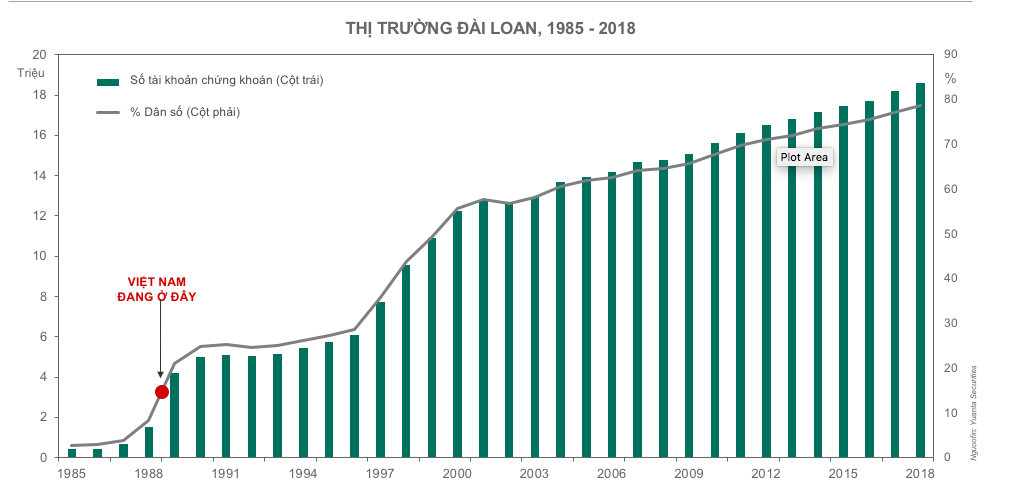 THỊ TRƯỜNG ĐÀI LOAN, 1985 - 2018
20
Triệu
18
16
14
12
10
8
6
4
2
0
Số tài khoản chứng khoán (Cột trái)
% Dân số (Cột phải)
VIỆT NAM
ĐANG Ở ĐÂY
Plot Area
90
%
80
70
60
50
40
30
20
10
0
1985 1988 1991 1994 1997 2000 2003 2006 2009 2012 2015 2018
Nguoofin: Yuanta Securities